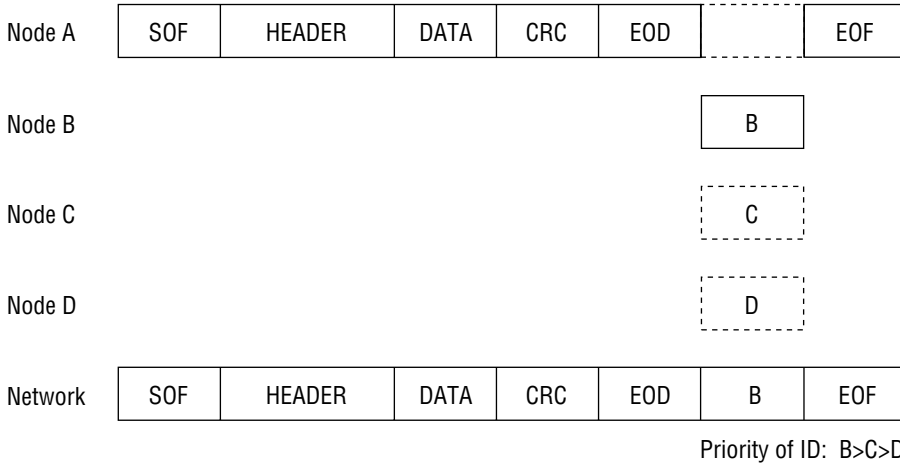 Node A SOF HEADER DATA CRC EOD EOF
Node B B
Node C C
Node D D
Network SOF HEADER DATA CRC EOD B EOF
Priority of ID: B>C>D